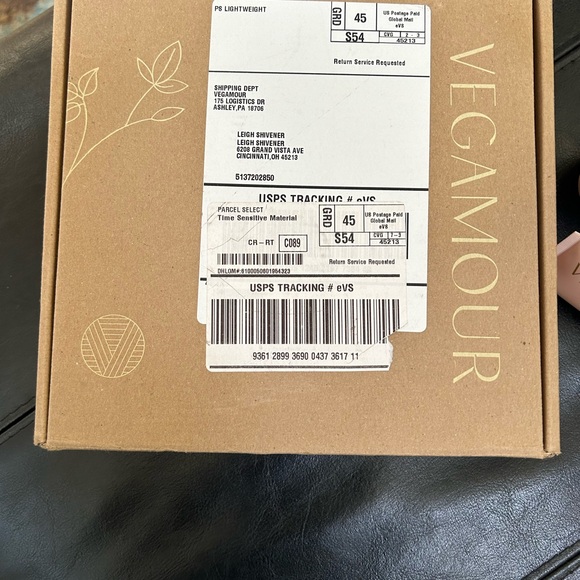 PS LIGHTWEIGHT
GRD
45
US Postage Paid
Global Mail
eVS
S54
CVG
2 - 3
45213
Return Service Requested
SHIPPING DEPT
VEGAMOUR
175 LOGISTICS DR
ASHLEY,PA 18706
LEIGH SHIVENER
LEIGH SHIVENER
6208 GRAND VISTA AVE
CINCINNATI,OH 45213
5137202850
USPS TRACKING # eVS
PARCEL SELECT
Time Sensitive Material
GRD
45
US Postage Paid
Global Mail
eVS
S54
CVG
45213
CR-RT
C089
Return Service Requested
USPS TRACKING # eVS
9361 2899 3690 0437 3617 11
VEGAMOUR